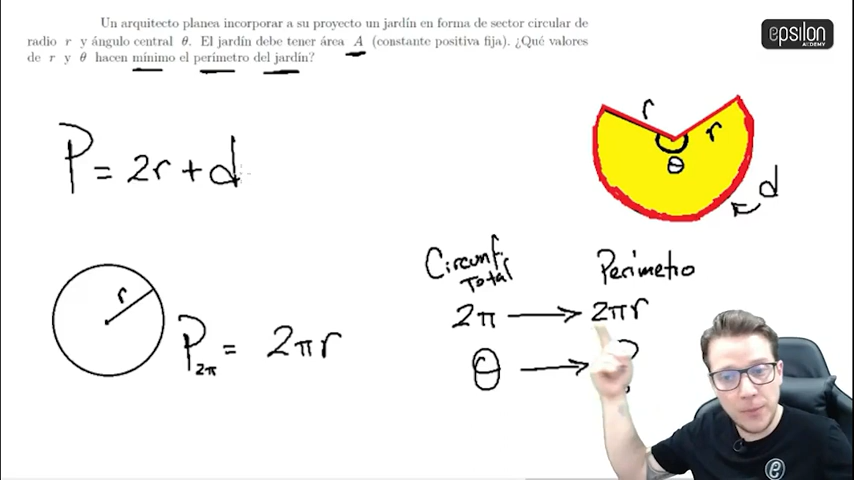 Un arquitecto planea incorporar a su proyecto un jardín en forma de sector circular de
radio r y ángulo central θ. El jardín debe tener área A (constante positiva fija). ¿Qué valores
de r y θ hacen mínimo el perímetro del jardín?
epsilon
ACADEMY
P = 2r + d
r
r
θ
d
r
P2π = 2πr
Circunf. Perímetro
Total
2π → 2πr
θ →